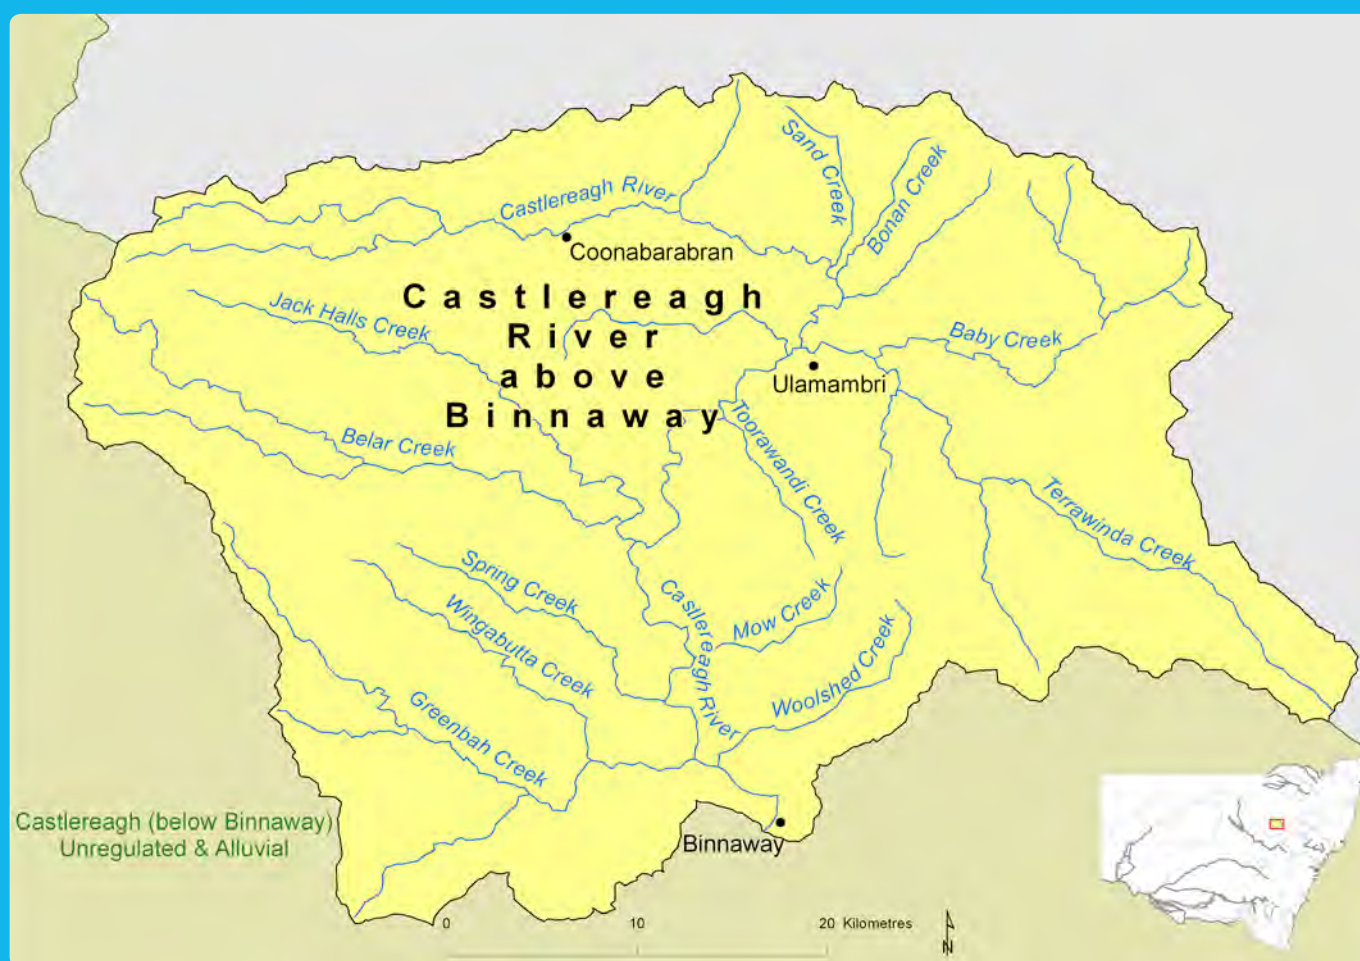 Sand Creek
Bonan Creek
Castlereagh River
Coonabarabran
Castlereagh
River
above
Binnaway
Jack Halls Creek
Baby Creek
Ulamambri
Toorawandi Creek
Belar Creek
Terrawinda Creek
Spring Creek
Wingabutta Creek
Castlereagh River
Mow Creek
Woolshed Creek
Greenbah Creek
Castlereagh (below Binnaway)
Unregulated & Alluvial
Binnaway
0 10 20 Kilometres
N